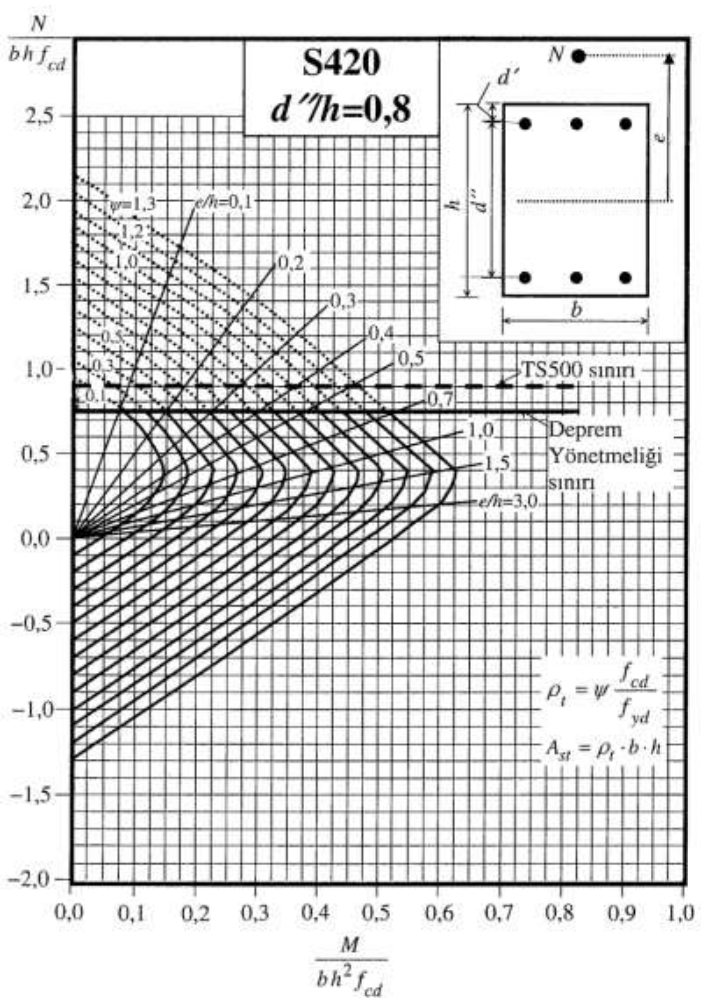 N
b h f_cd
S420
d″/h=0,8
N
d′
e
h
d″
b
2,5
2,0
1,5
1,0
0,5
0,0
−0,5
−1,0
−1,5
−2,0
ψ=1,3
1,2
1,0
0,5
0,3
0,1
e/h=0,1
0,2
0,3
0,4
0,5
0,7
1,0
1,5
e/h=3,0
TS500 sınırı
Deprem
Yönetmeliği
sınırı
ρ_t = ψ f_cd / f_yd
A_st = ρ_t · b · h
0,0 0,1 0,2 0,3 0,4 0,5 0,6 0,7 0,8 0,9 1,0
M
b h² f_cd